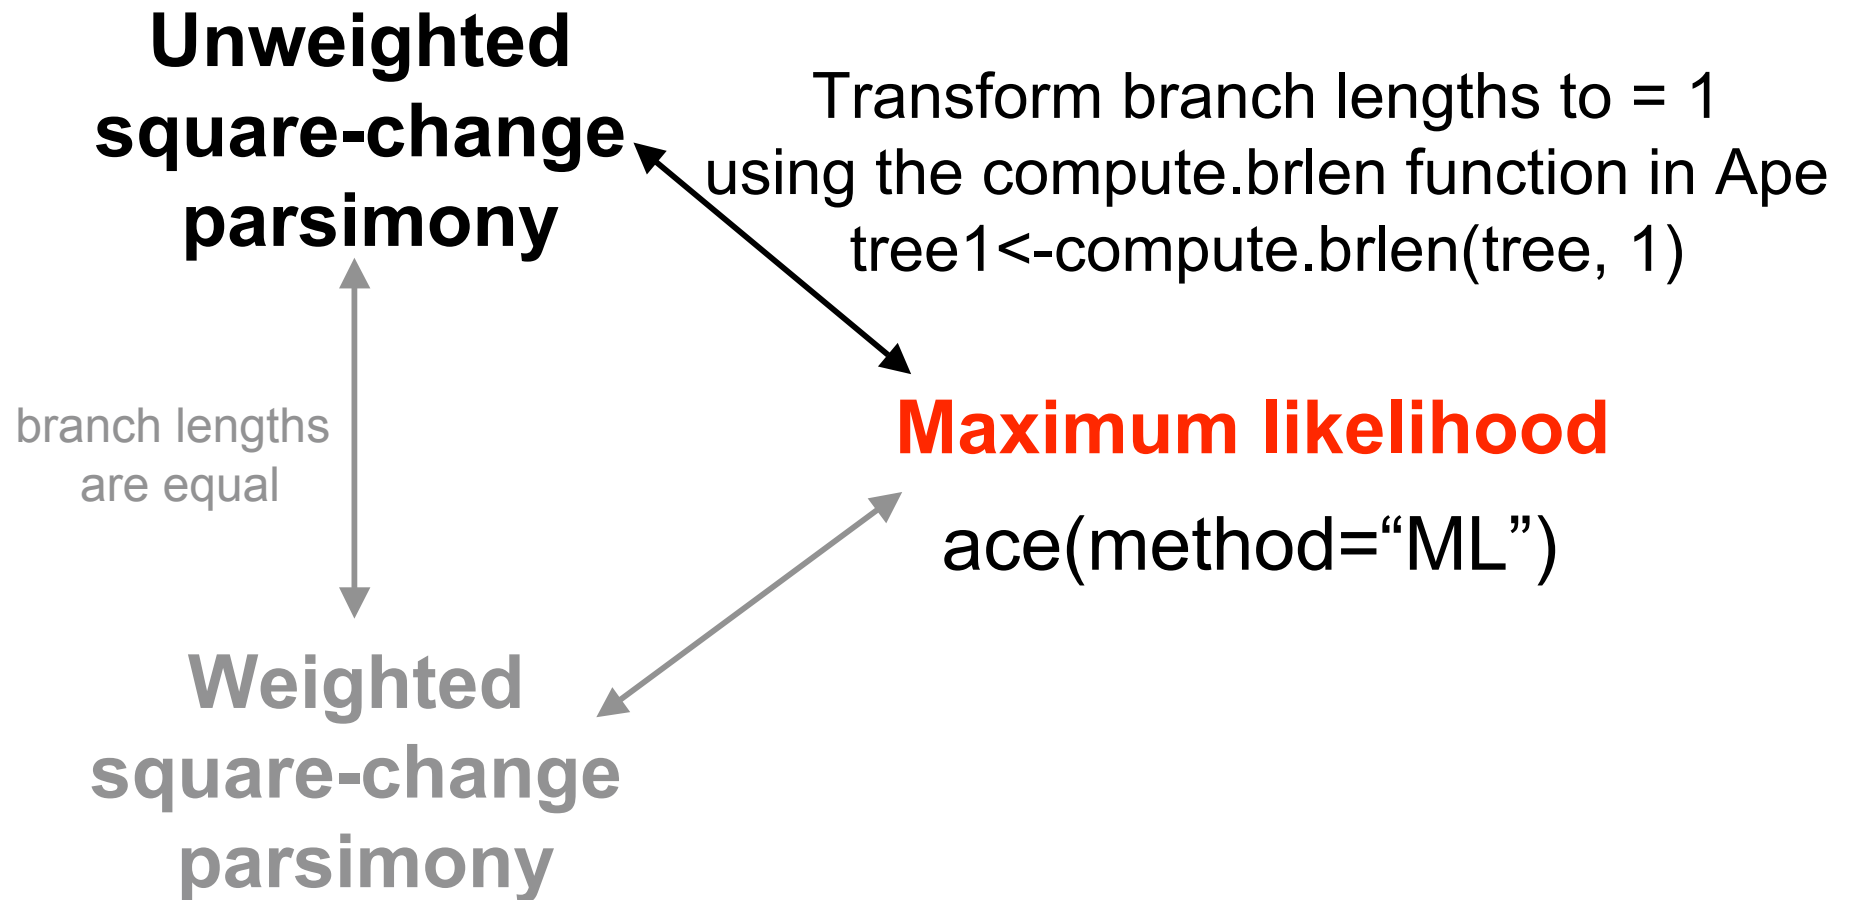 Unweighted
square-change
parsimony
Transform branch lengths to = 1
using the compute.brlen function in Ape
tree1<-compute.brlen(tree, 1)
branch lengths
are equal
Maximum likelihood
ace(method=“ML”)
Weighted
square-change
parsimony